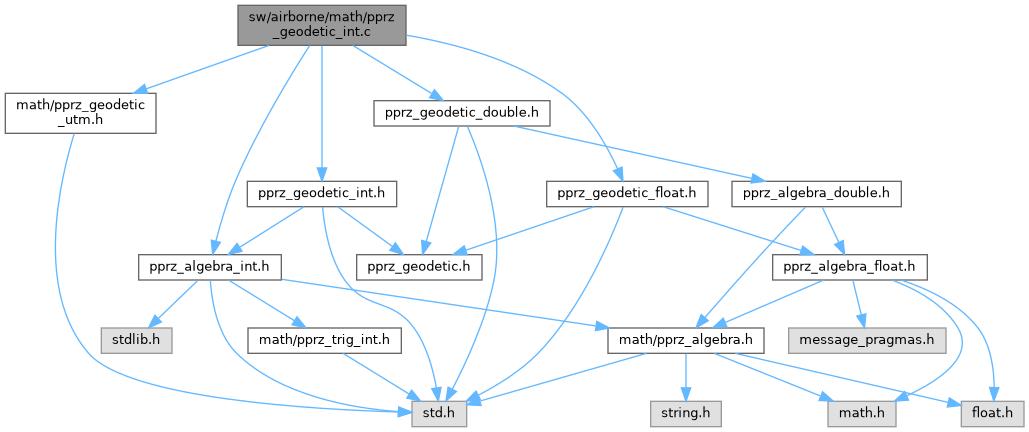 sw/airborne/math/pprz
_geodetic_int.c
math/pprz_geodetic
_utm.h
pprz_geodetic_double.h
pprz_geodetic_int.h
pprz_geodetic_float.h
pprz_algebra_double.h
pprz_algebra_int.h
pprz_geodetic.h
pprz_algebra_float.h
stdlib.h
math/pprz_trig_int.h
math/pprz_algebra.h
message_pragmas.h
std.h
string.h
math.h
float.h